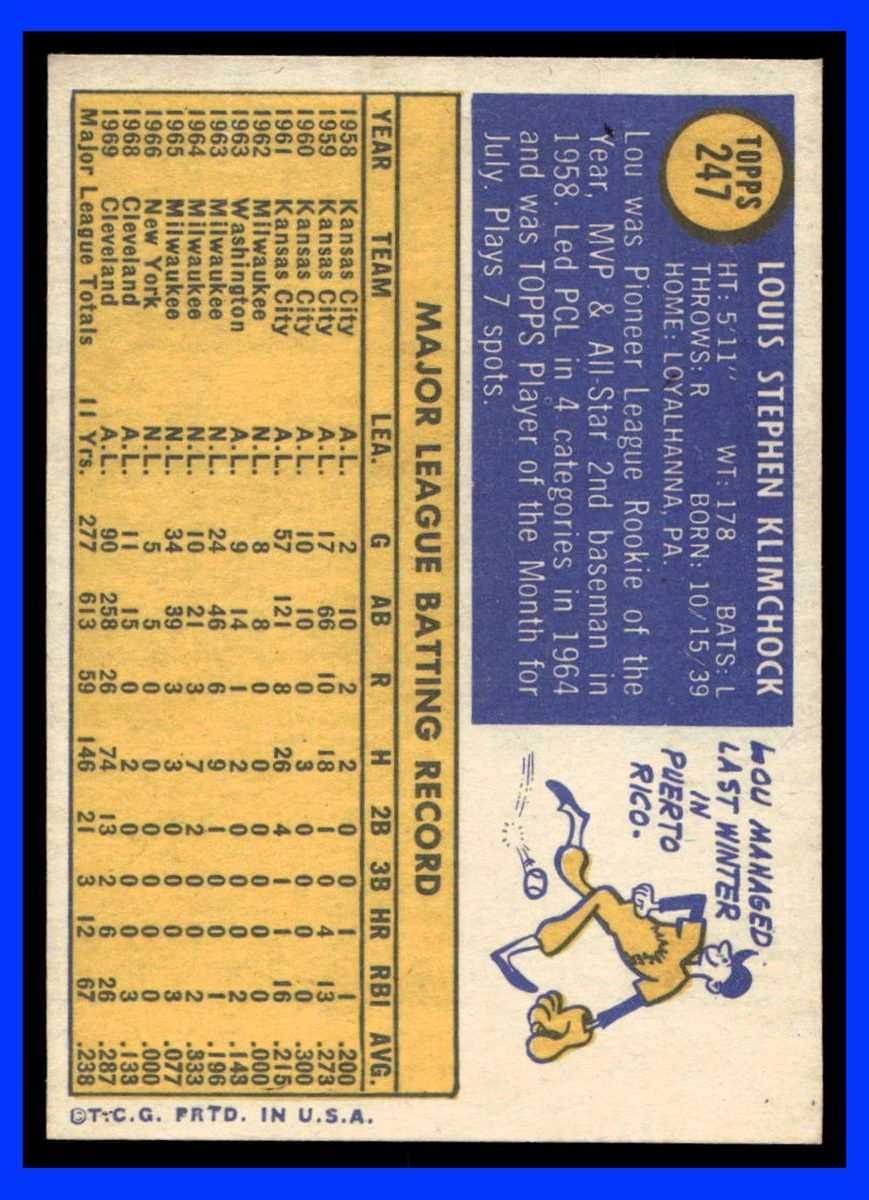 TOPPS
247
LOUIS STEPHEN KLIMCHOCK
HT: 5'11" WT: 178 BATS: L
THROWS: R BORN: 10/15/39
HOME: LOYALHANNA, PA.
Lou was Pioneer League Rookie of the
Year, MVP & All-Star 2nd baseman in
1958. Led PCL in 4 categories in 1964
and was TOPPS Player of the Month for
July. Plays 7 spots.
LOU MANAGED
LAST WINTER
IN
PUERTO
RICO.
MAJOR LEAGUE BATTING RECORD
YEAR TEAM LEA. G AB R H 2B 3B HR RBI AVG.
1958 Kansas City A.L. 2 10 2 2 0 0 1 1 .200
1959 Kansas City A.L. 17 66 10 18 1 0 4 13 .273
1960 Kansas City A.L. 10 10 0 3 0 0 0 0 .300
1961 Kansas City A.L. 57 121 8 26 4 1 1 16 .215
1962 Milwaukee N.L. 8 8 0 0 0 0 0 0 .000
1963 Washington A.L. 9 14 1 2 0 0 0 2 .143
1963 Milwaukee N.L. 24 46 6 9 1 0 0 1 .196
1964 Milwaukee N.L. 10 21 3 7 2 0 0 2 .333
1965 Milwaukee N.L. 34 39 3 3 0 0 0 3 .077
1966 New York N.L. 5 5 0 0 0 0 0 0 .000
1968 Cleveland A.L. 11 15 0 2 0 0 0 3 .133
1969 Cleveland A.L. 90 258 26 74 13 2 6 26 .287
Major League Totals 11 Yrs. 277 613 59 146 21 3 12 67 .238
©T.C.G. PRTD. IN U.S.A.